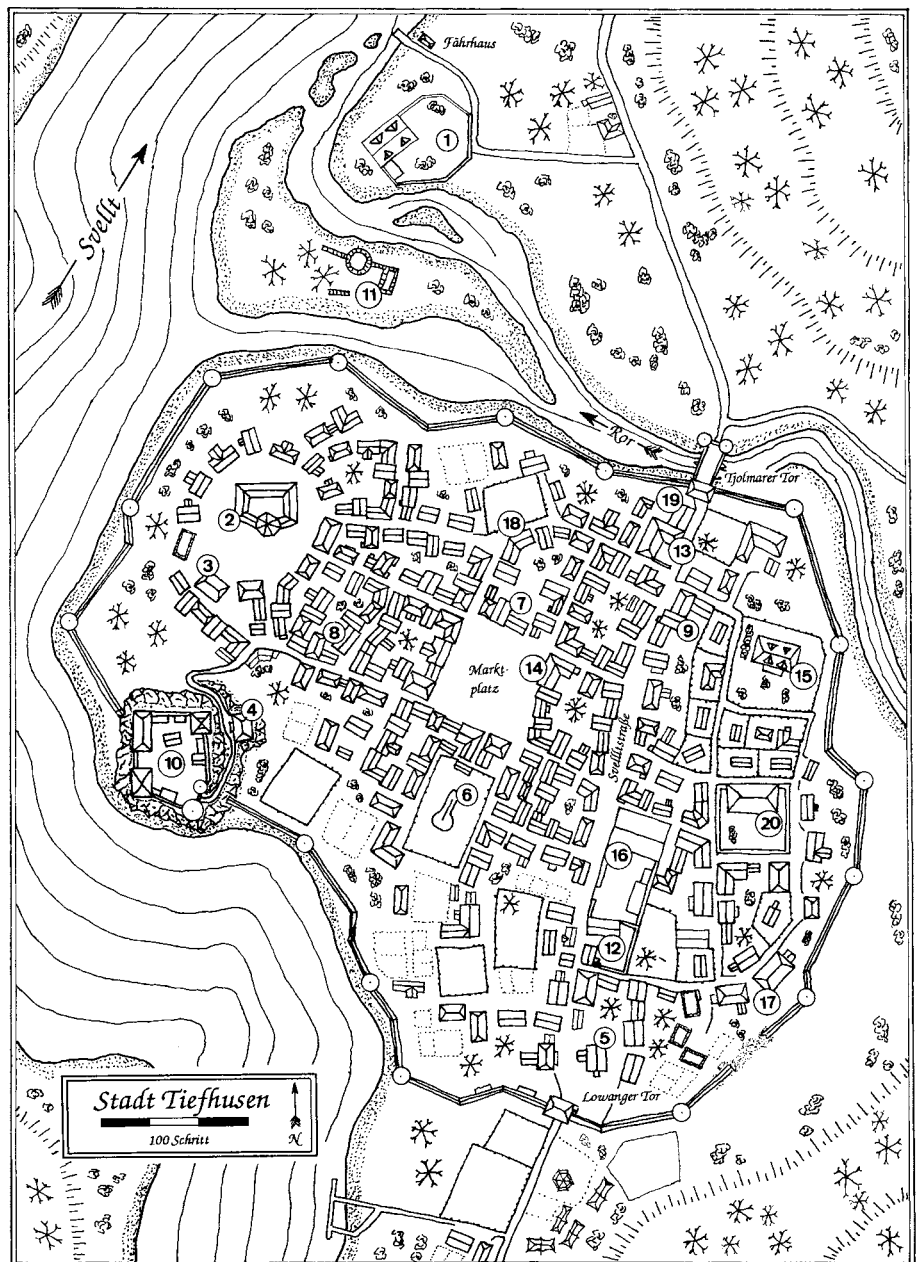 Fährhaus
1
Svellt
11
Ror
Tjolmarer Tor
19
2
18
13
3
7
9
8
Markt-
platz
14
15
Svelltstraße
4
10
6
20
16
12
17
5
Lowanger Tor
Stadt Tiefhusen
100 Schritt
N